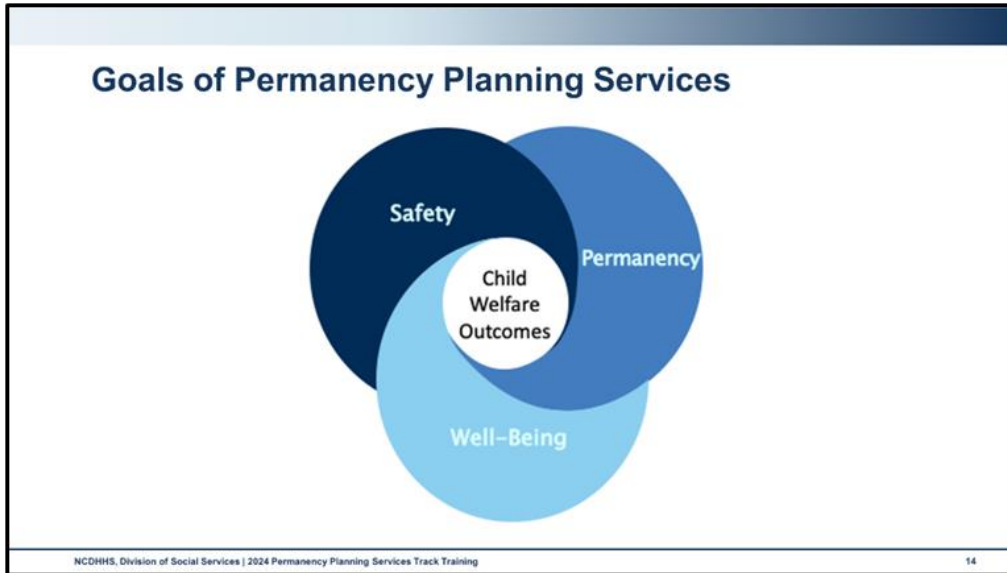 Goals of Permanency Planning Services
Safety
Permanency
Child
Welfare
Outcomes
Well-Being
NCDHHS, Division of Social Services | 2024 Permanency Planning Services Track Training
14